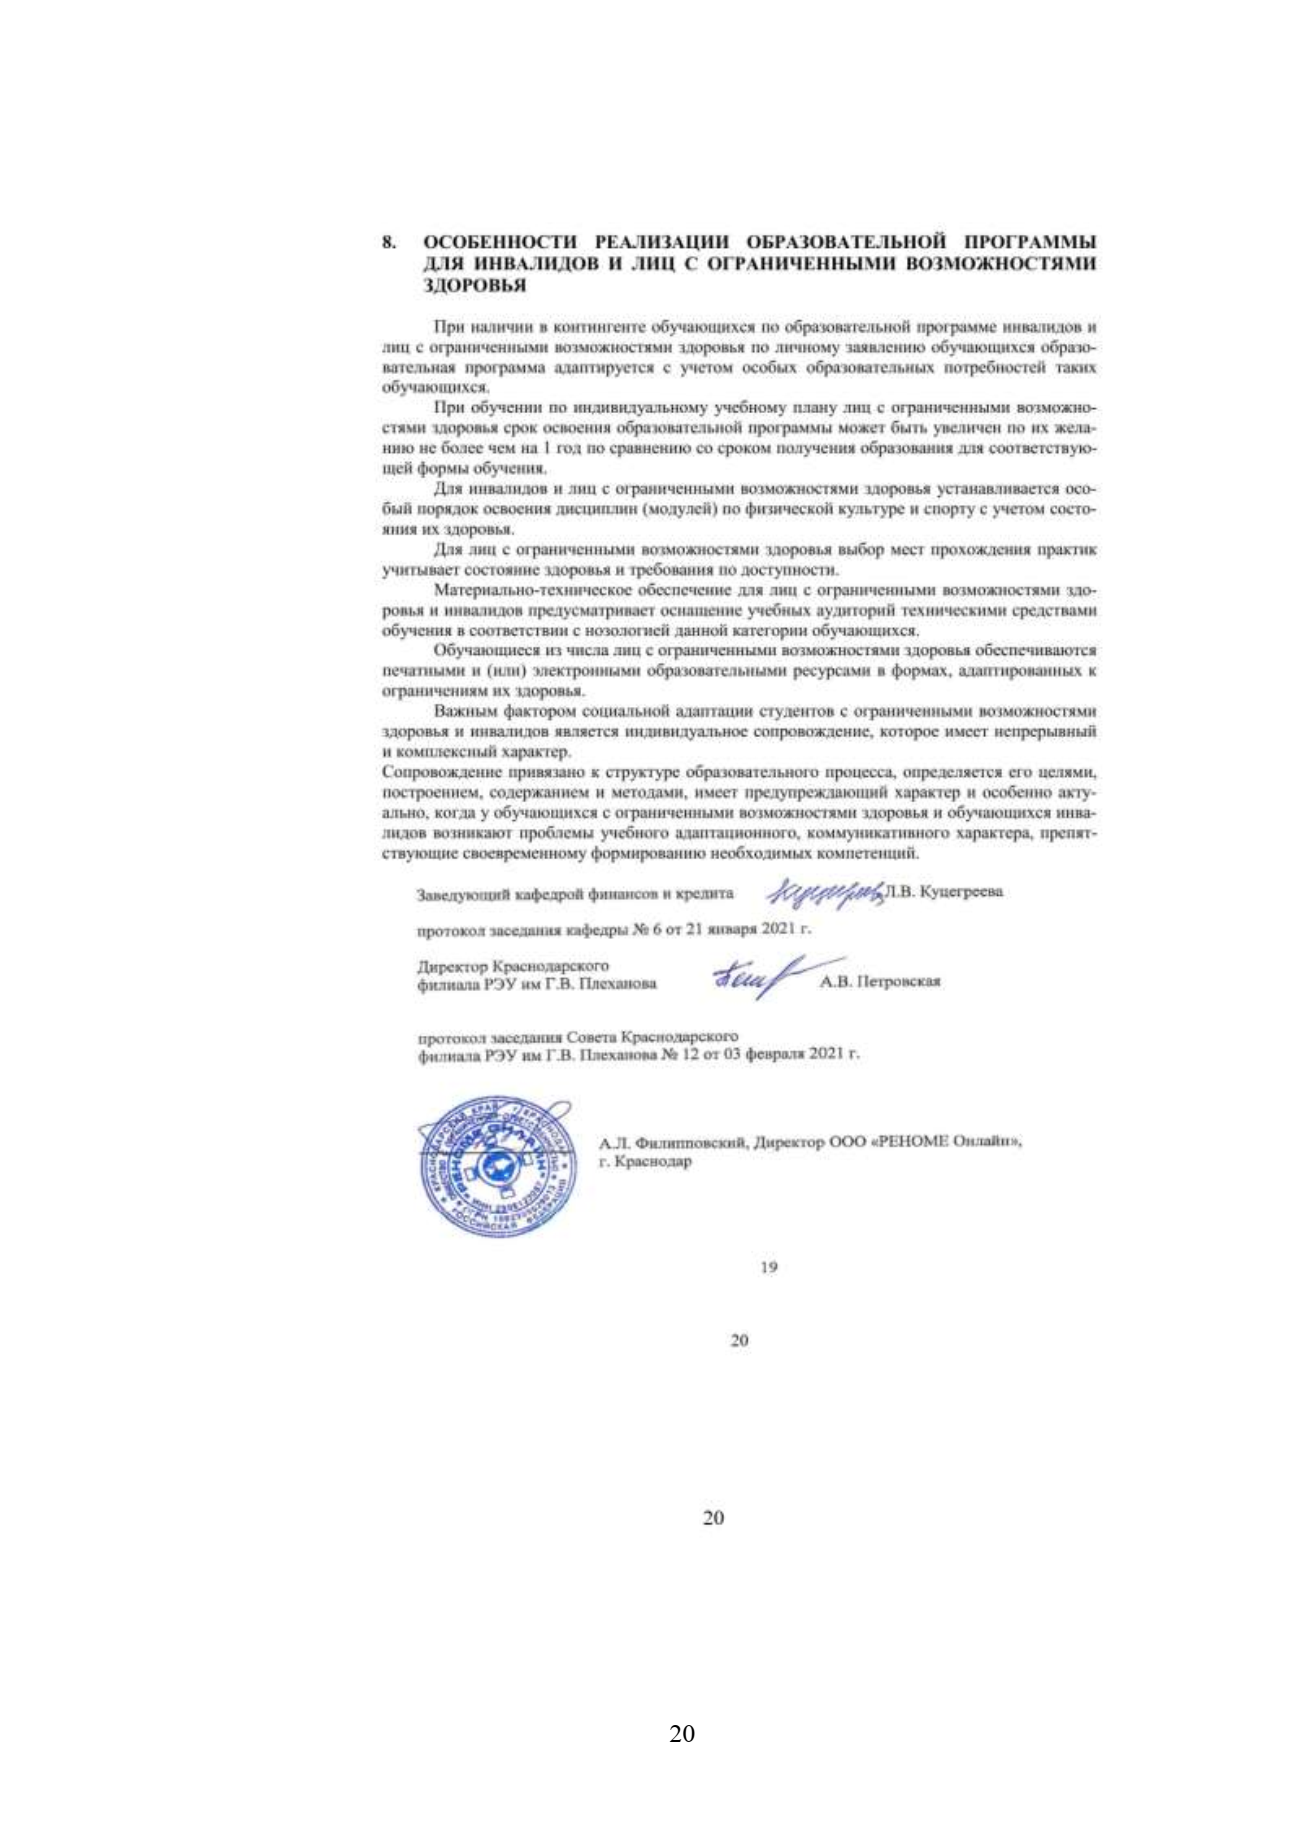 8. ОСОБЕННОСТИ РЕАЛИЗАЦИИ ОБРАЗОВАТЕЛЬНОЙ ПРОГРАММЫ
ДЛЯ ИНВАЛИДОВ И ЛИЦ С ОГРАНИЧЕННЫМИ ВОЗМОЖНОСТЯМИ
ЗДОРОВЬЯ
При наличии в контингенте обучающихся по образовательной программе инвалидов и
лиц с ограниченными возможностями здоровья по личному заявлению обучающихся образо-
вательная программа адаптируется с учетом особых образовательных потребностей таких
обучающихся.
При обучении по индивидуальному учебному плану лиц с ограниченными возможно-
стями здоровья срок освоения образовательной программы может быть увеличен по их жела-
нию не более чем на 1 год по сравнению со сроком получения образования для соответствую-
щей формы обучения.
Для инвалидов и лиц с ограниченными возможностями здоровья устанавливается осо-
бый порядок освоения дисциплин (модулей) по физической культуре и спорту с учетом состо-
яния их здоровья.
Для лиц с ограниченными возможностями здоровья выбор мест прохождения практик
учитывает состояние здоровья и требования по доступности.
Материально-техническое обеспечение для лиц с ограниченными возможностями здо-
ровья и инвалидов предусматривает оснащение учебных аудиторий техническими средствами
обучения в соответствии с нозологией данной категории обучающихся.
Обучающиеся из числа лиц с ограниченными возможностями здоровья обеспечиваются
печатными и (или) электронными образовательными ресурсами в формах, адаптированных к
ограничениям их здоровья.
Важным фактором социальной адаптации студентов с ограниченными возможностями
здоровья и инвалидов является индивидуальное сопровождение, которое имеет непрерывный
и комплексный характер.
Сопровождение привязано к структуре образовательного процесса, определяется его целями,
построением, содержанием и методами, имеет предупреждающий характер и особенно акту-
ально, когда у обучающихся с ограниченными возможностями здоровья и обучающихся инва-
лидов возникают проблемы учебного адаптационного, коммуникативного характера, препят-
ствующие своевременному формированию необходимых компетенций.
Заведующий кафедрой финансов и кредита Л.В. Куцегреева
протокол заседания кафедры № 6 от 21 января 2021 г.
Директор Краснодарского
филиала РЭУ им Г.В. Плеханова А.В. Петровская
протокол заседания Совета Краснодарского
филиала РЭУ им Г.В. Плеханова № 12 от 03 февраля 2021 г.
КРАСНОДАРСКИЙ КРАЙ Г. КРАСНОДАР
РОССИЙСКАЯ ФЕДЕРАЦИЯ
РЕНОМЕ ОНЛАЙН
А.Л. Филипповский, Директор ООО «РЕНОМЕ Онлайн»,
г. Краснодар
19
20
20
20